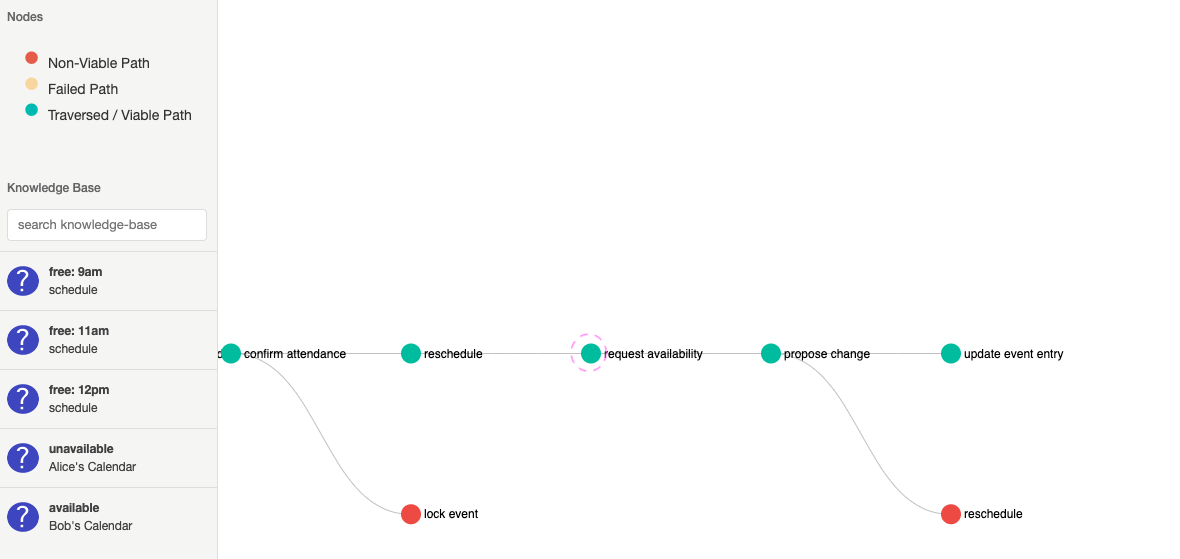 Nodes
Non-Viable Path
Failed Path
Traversed / Viable Path
Knowledge Base
search knowledge-base
? free: 9am
schedule
? free: 11am
schedule
? free: 12pm
schedule
? unavailable
Alice's Calendar
? available
Bob's Calendar
confirm attendance
reschedule
request availability
propose change
update event entry
lock event
reschedule